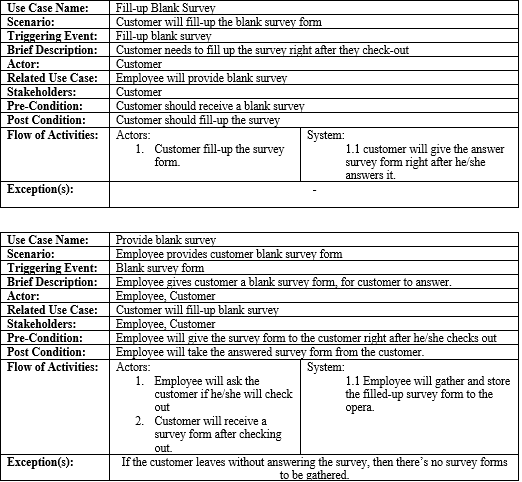 Use Case Name: Fill-up Blank Survey
Scenario: Customer will fill-up the blank survey form
Triggering Event: Fill-up blank survey
Brief Description: Customer needs to fill up the survey right after they check-out
Actor: Customer
Related Use Case: Employee will provide blank survey
Stakeholders: Customer
Pre-Condition: Customer should receive a blank survey
Post Condition: Customer should fill-up the survey
Flow of Activities:
Actors:
1. Customer fill-up the survey
form.
System:
1.1 customer will give the answer
survey form right after he/she
answers it.
Exception(s): -
Use Case Name: Provide blank survey
Scenario: Employee provides customer blank survey form
Triggering Event: Blank survey form
Brief Description: Employee gives customer a blank survey form, for customer to answer.
Actor: Employee, Customer
Related Use Case: Customer will fill-up blank survey
Stakeholders: Employee, Customer
Pre-Condition: Employee will give the survey form to the customer right after he/she checks out
Post Condition: Employee will take the answered survey form from the customer.
Flow of Activities:
Actors:
1. Employee will ask the
customer if he/she will check
out
2. Customer will receive a
survey form after checking
out.
System:
1.1 Employee will gather and store
the filled-up survey form to the
opera.
Exception(s): If the customer leaves without answering the survey, then there's no survey forms
to be gathered.